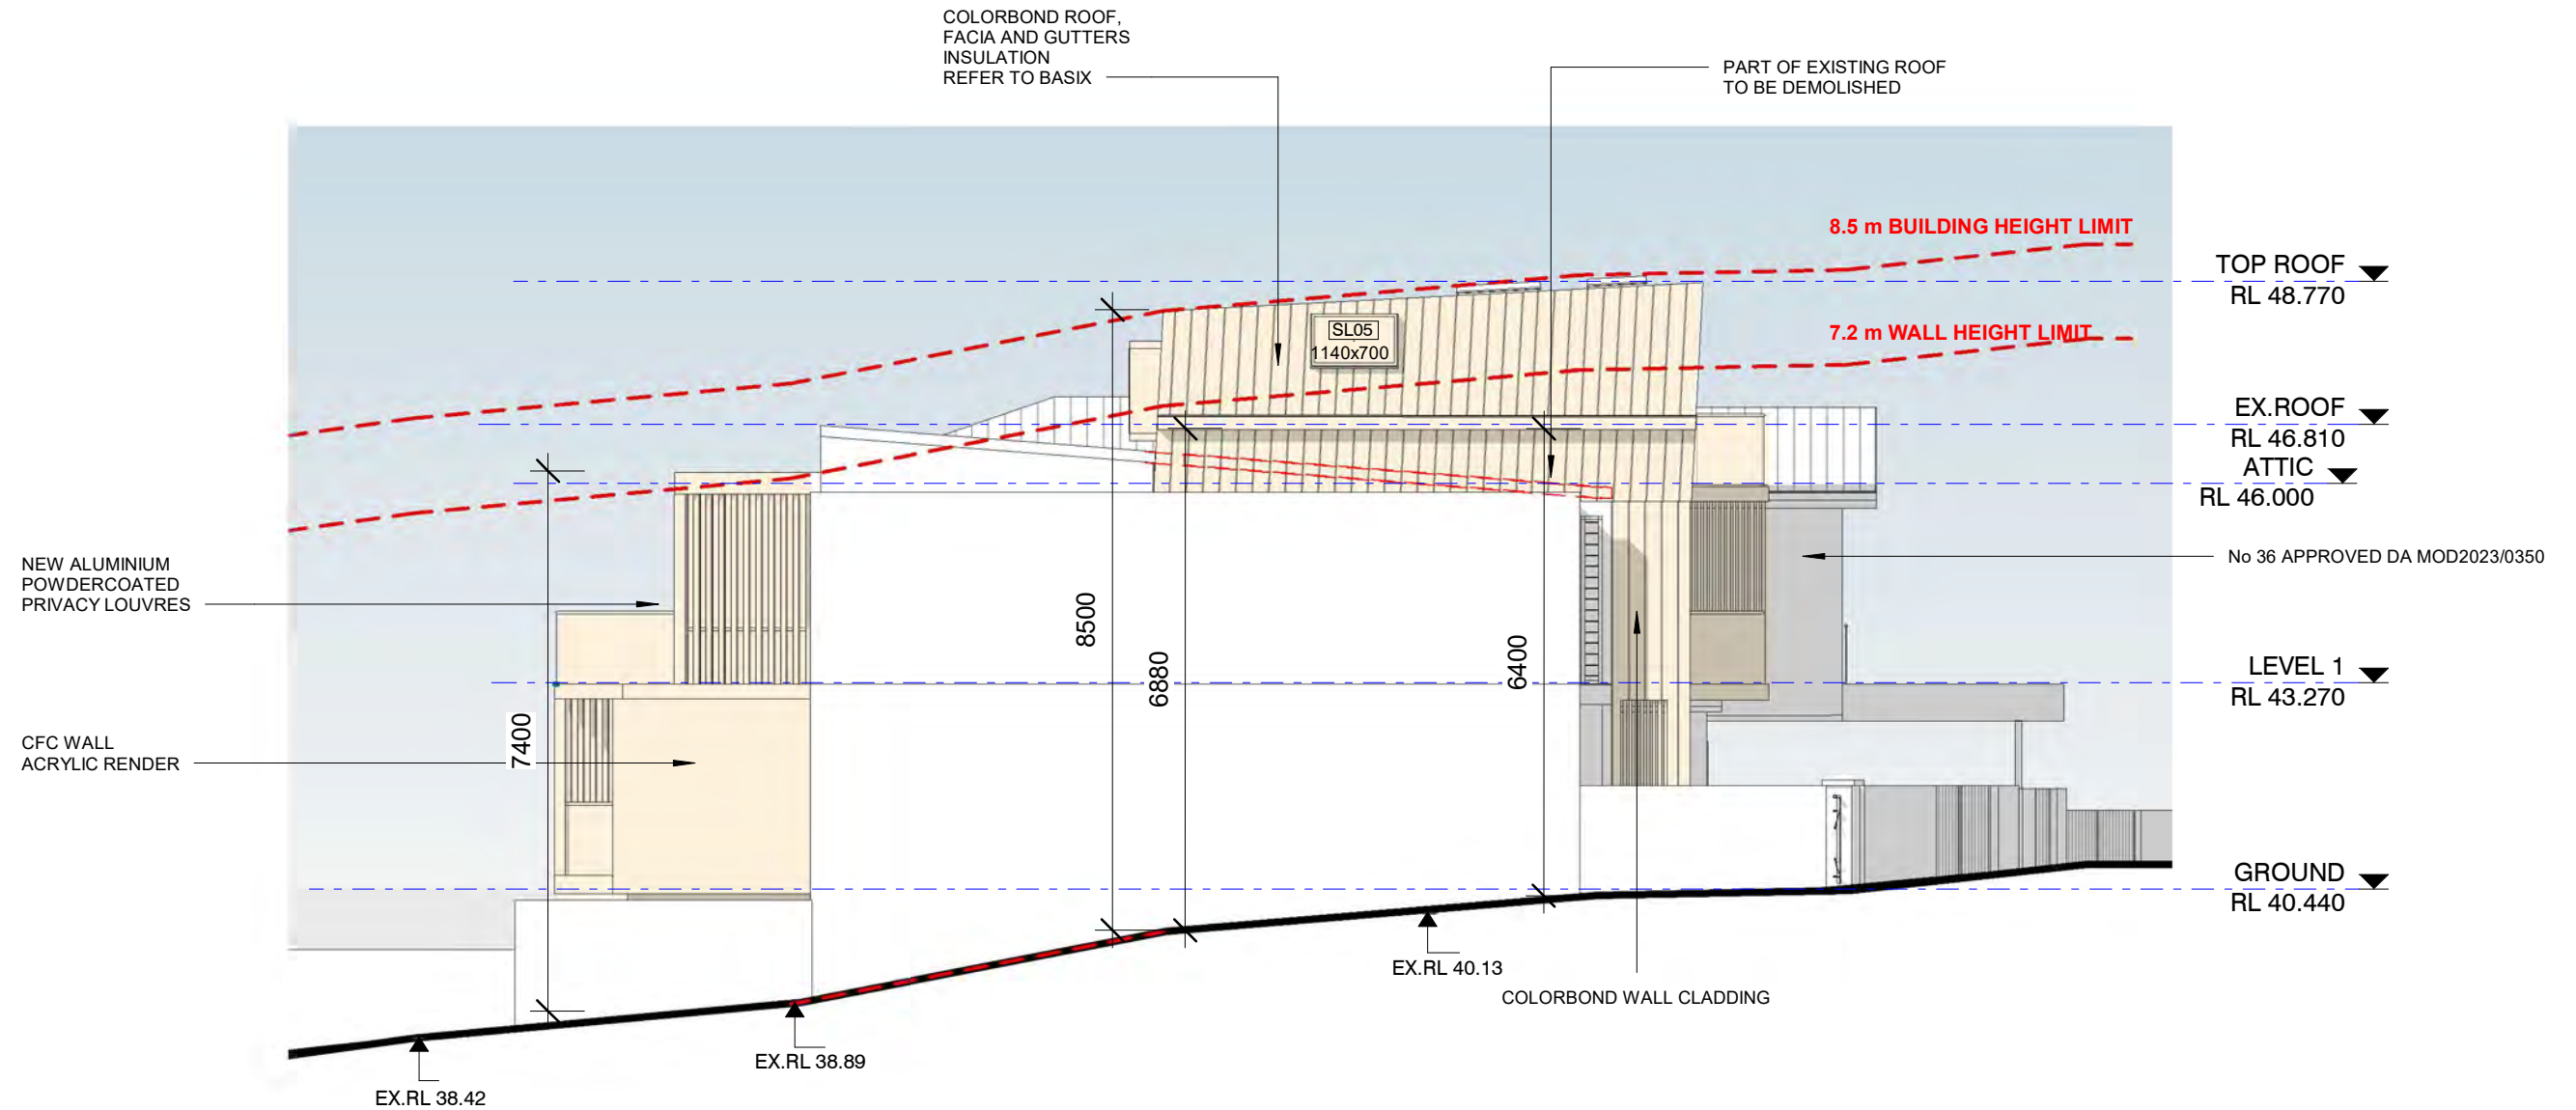 COLORBOND ROOF,
FACIA AND GUTTERS
INSULATION
REFER TO BASIX
PART OF EXISTING ROOF
TO BE DEMOLISHED
8.5 m BUILDING HEIGHT LIMIT
TOP ROOF
RL 48.770
7.2 m WALL HEIGHT LIMIT
SL05
1140x700
EX.ROOF
RL 46.810
ATTIC
RL 46.000
NEW ALUMINIUM
POWDERCOATED
PRIVACY LOUVRES
No 36 APPROVED DA MOD2023/0350
8500
6880
6400
LEVEL 1
RL 43.270
7400
CFC WALL
ACRYLIC RENDER
GROUND
RL 40.440
EX.RL 40.13
COLORBOND WALL CLADDING
EX.RL 38.89
EX.RL 38.42